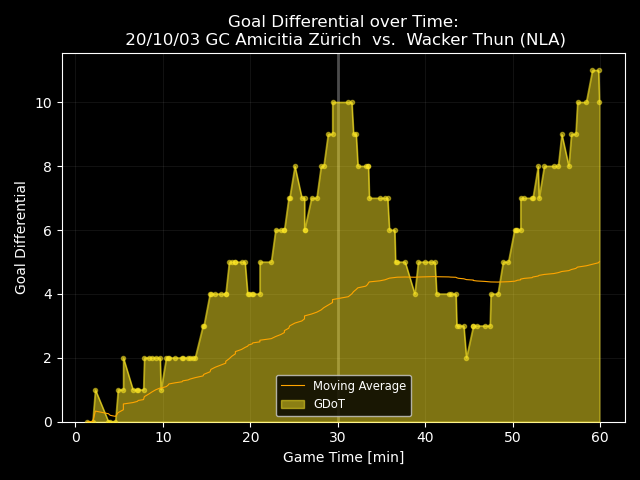 Goal Differential over Time:
20/10/03 GC Amicitia Zürich  vs.  Wacker Thun (NLA)
Goal Differential
10
8
6
4
2
0
Moving Average
GDoT
0 10 20 30 40 50 60
Game Time [min]